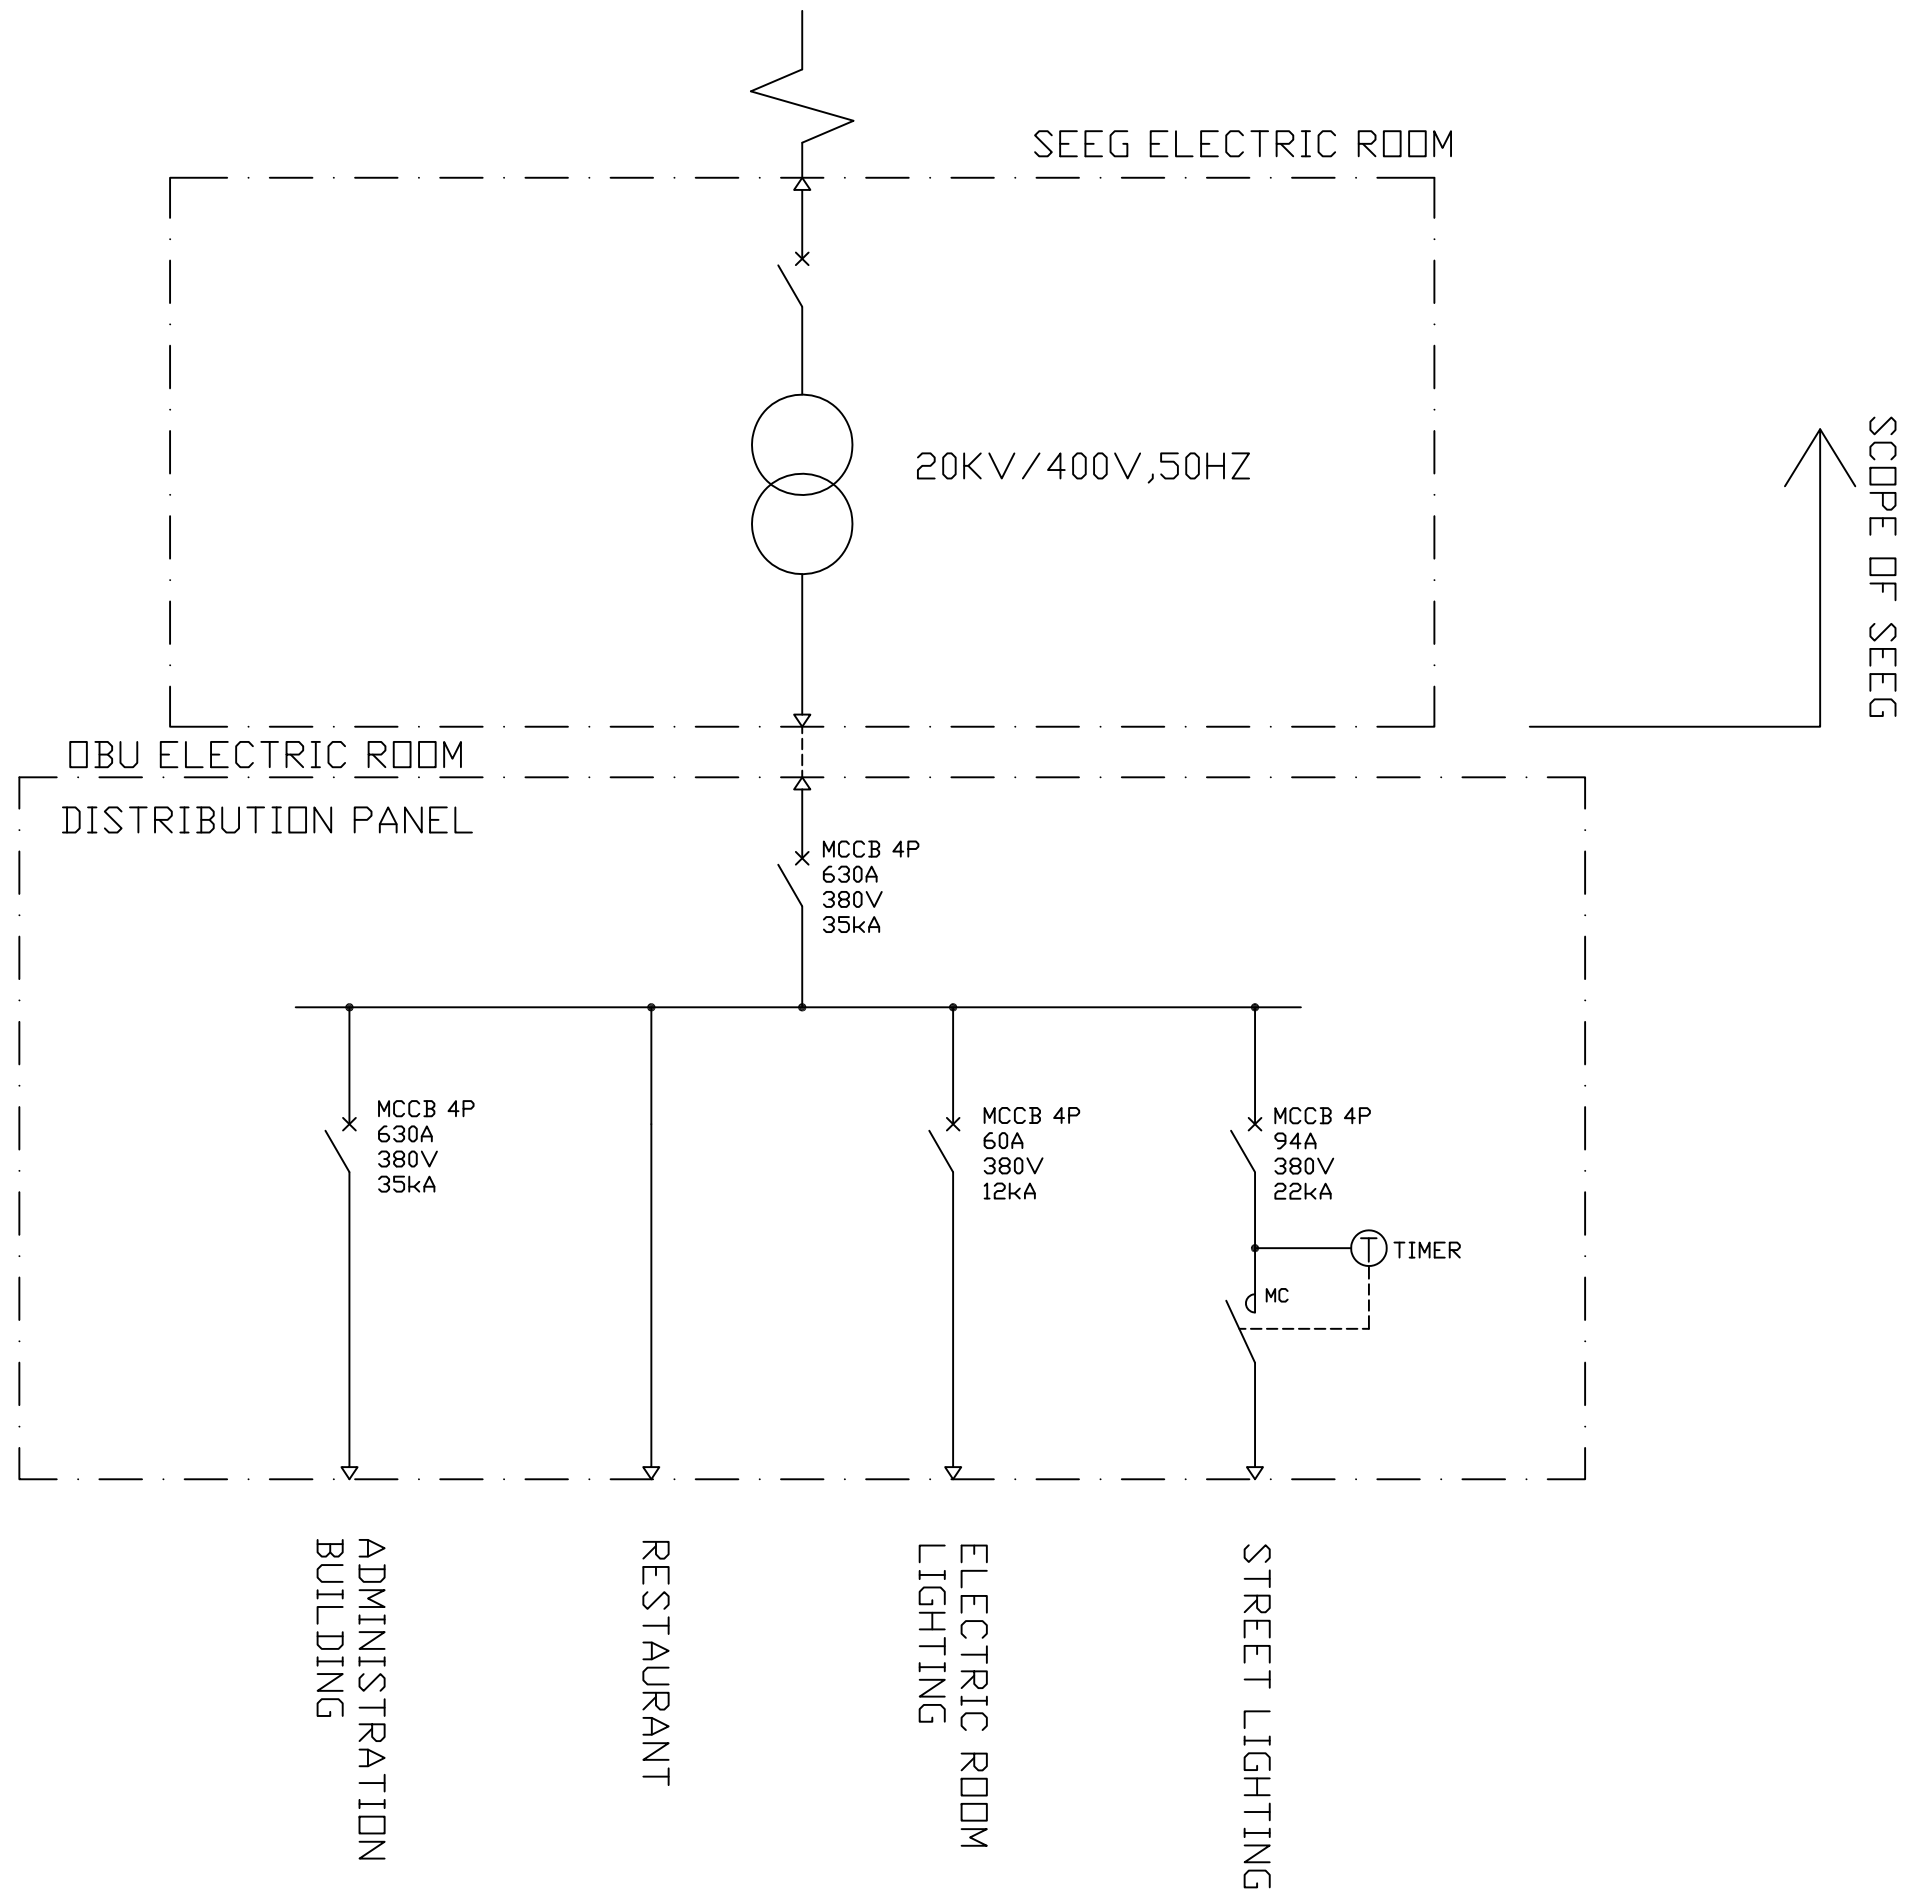 SEEG ELECTRIC ROOM
20KV/400V,50HZ
SCOPE OF SEEG
OBU ELECTRIC ROOM
DISTRIBUTION PANEL
MCCB 4P
630A
380V
35kA
MCCB 4P
630A
380V
35kA
MCCB 4P
60A
380V
12kA
MCCB 4P
94A
380V
22kA
T
TIMER
MC
ADMINISTRATION
BUILDING
RESTAURANT
ELECTRIC ROOM
LIGHTING
STREET LIGHTING